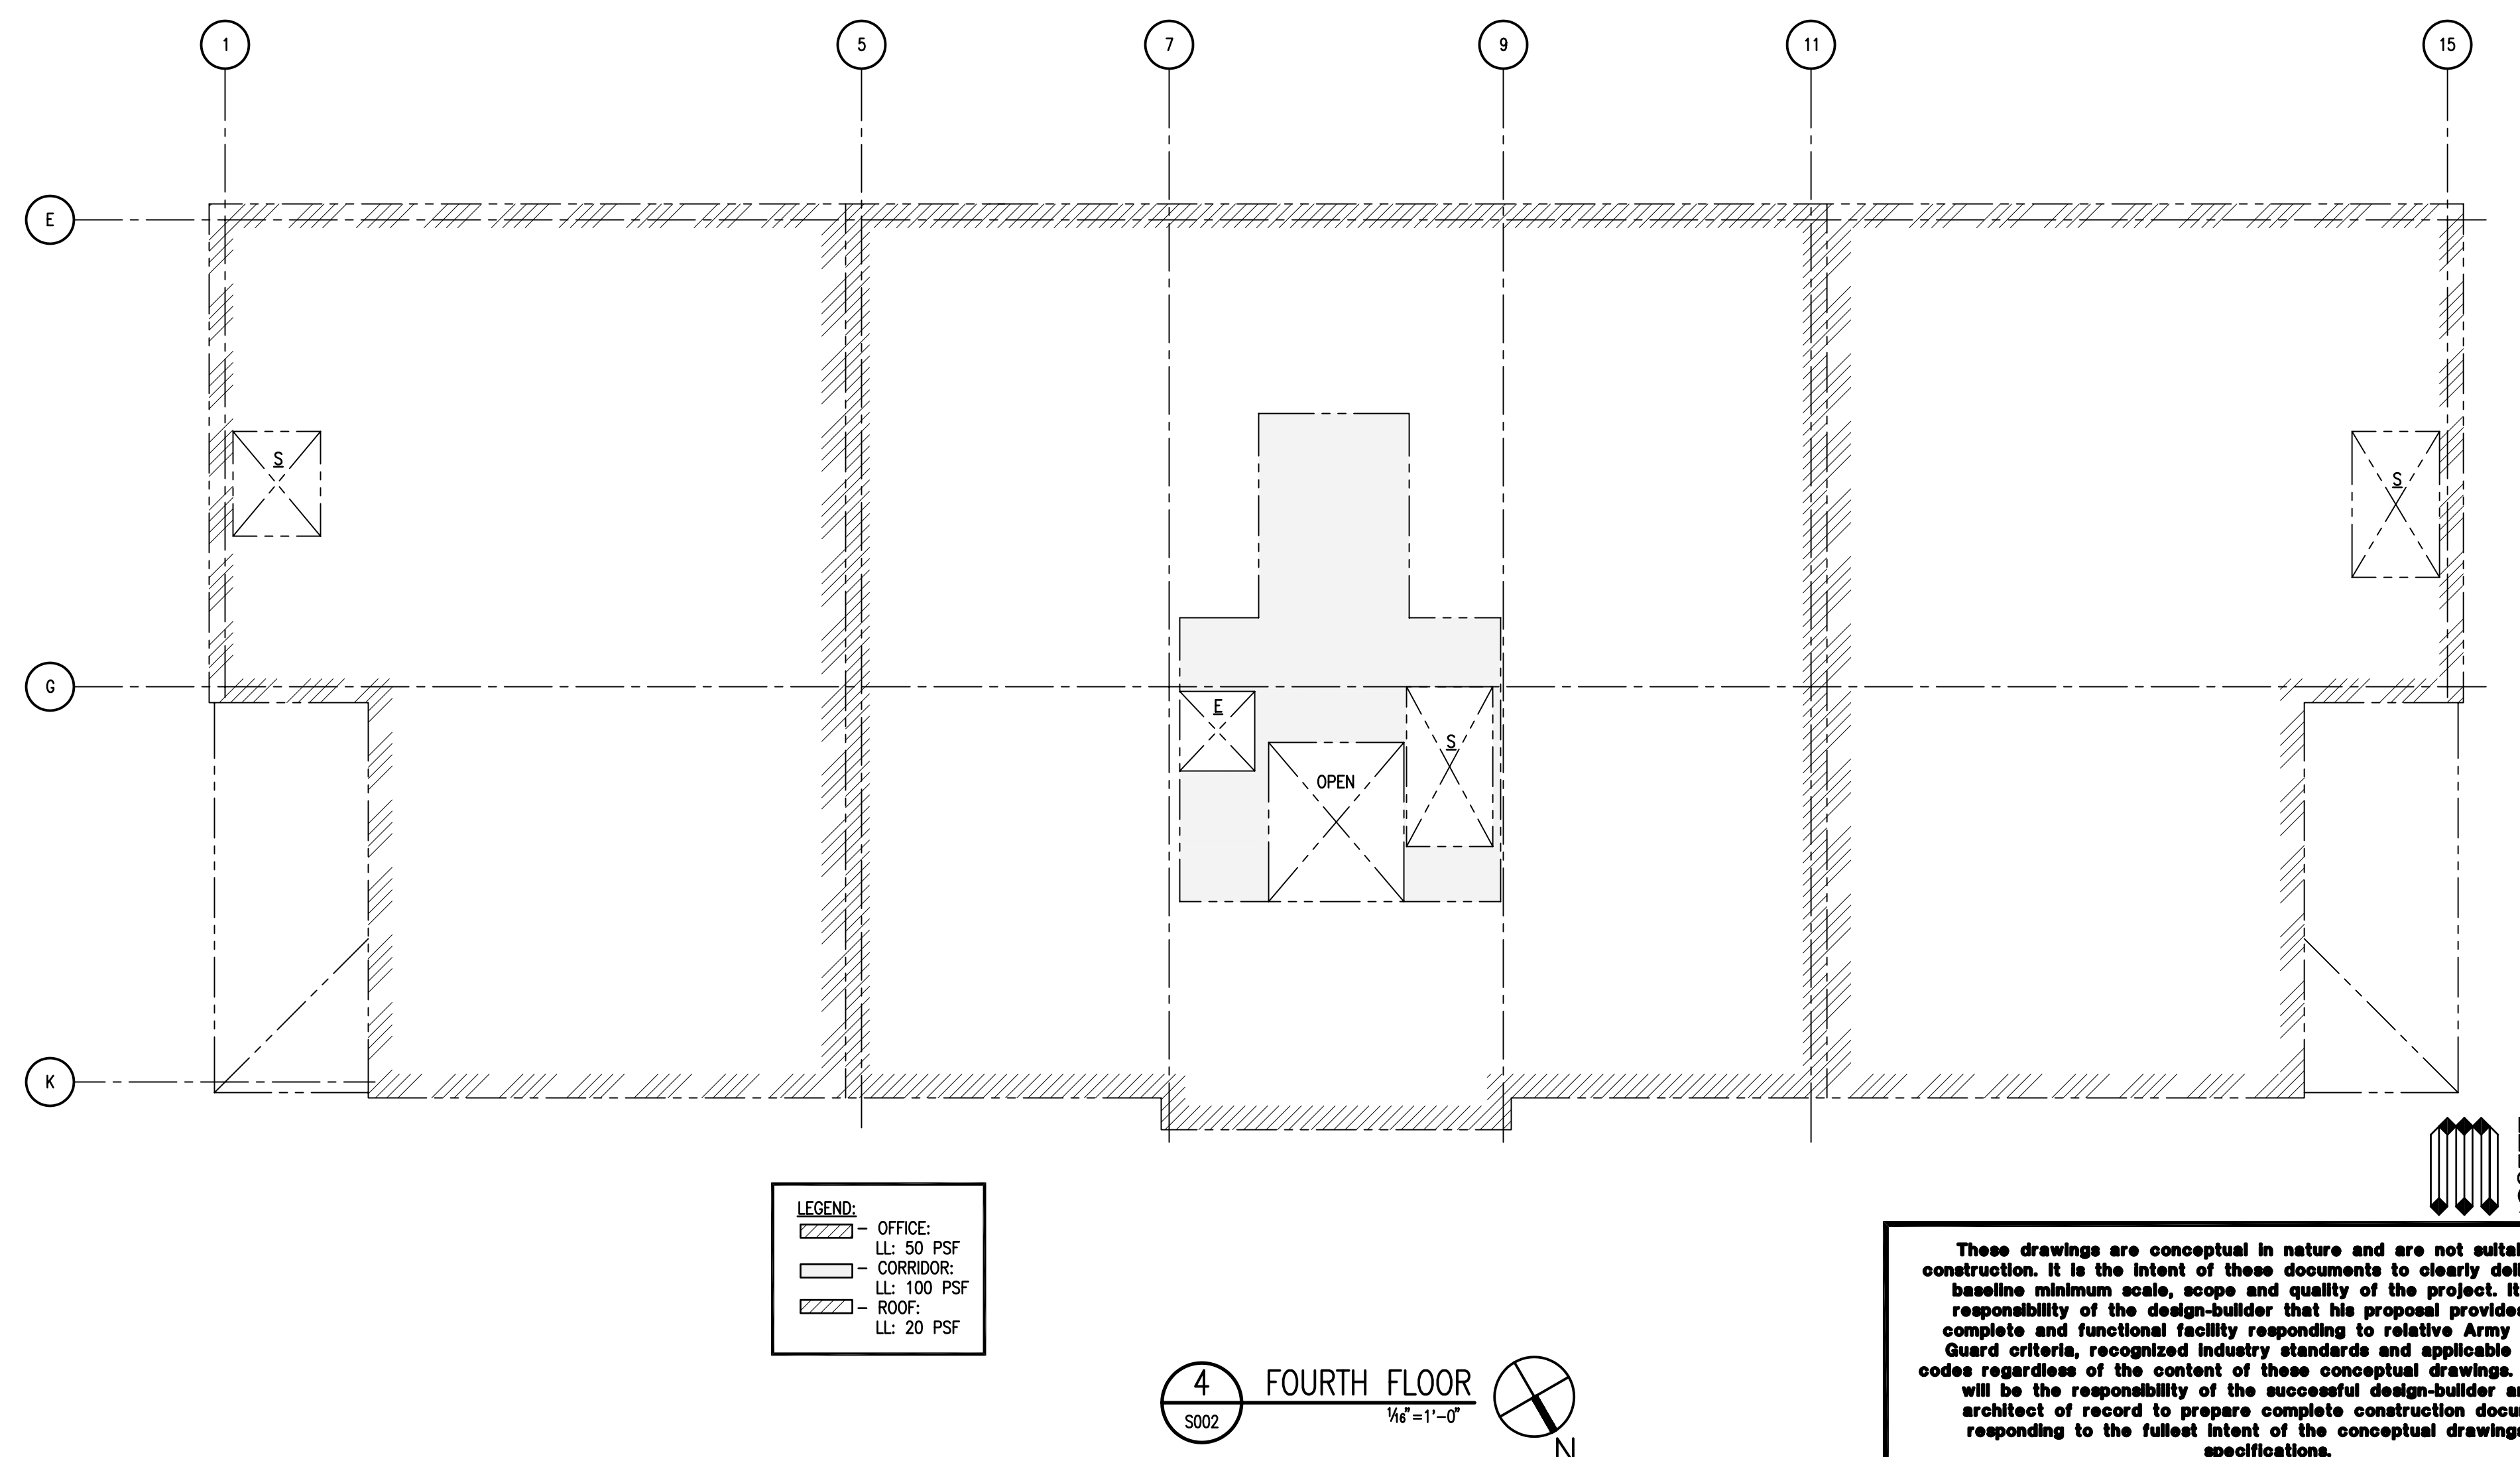 1 5 7 9 11 15
E
S
S
G
E
S
OPEN
K
LEGEND:
– OFFICE:
LL: 50 PSF
– CORRIDOR:
LL: 100 PSF
– ROOF:
LL: 20 PSF
4 FOURTH FLOOR
S002 1/16"=1'-0"
N
These drawings are conceptual in nature and are not
construction. It is the intent of these documents to clearly
baseline minimum scale, scope and quality of the project. It
responsibility of the design-builder that his proposal provides
complete and functional facility responding to relative Army
Guard criteria, recognized industry standards and applicable
codes regardless of the content of these conceptual drawings.
will be the responsibility of the successful design-builder
architect of record to prepare complete construction
responding to the fullest intent of the conceptual drawings
specifications.